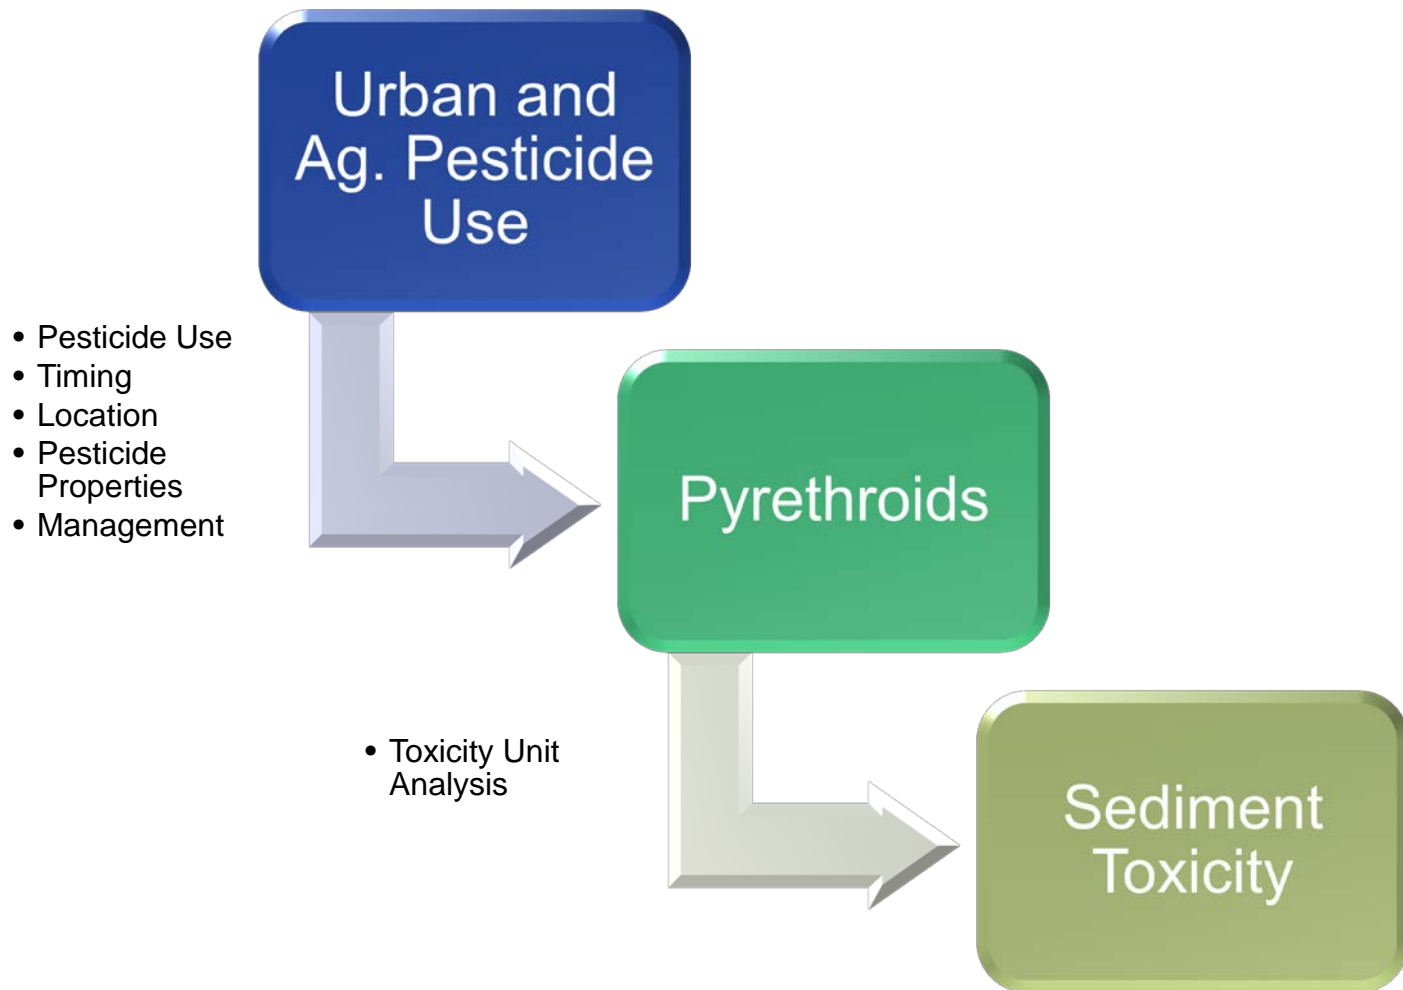 Urban and
Ag. Pesticide
Use
• Pesticide Use
• Timing
• Location
• Pesticide
Properties
• Management
Pyrethroids
• Toxicity Unit
Analysis
Sediment
Toxicity